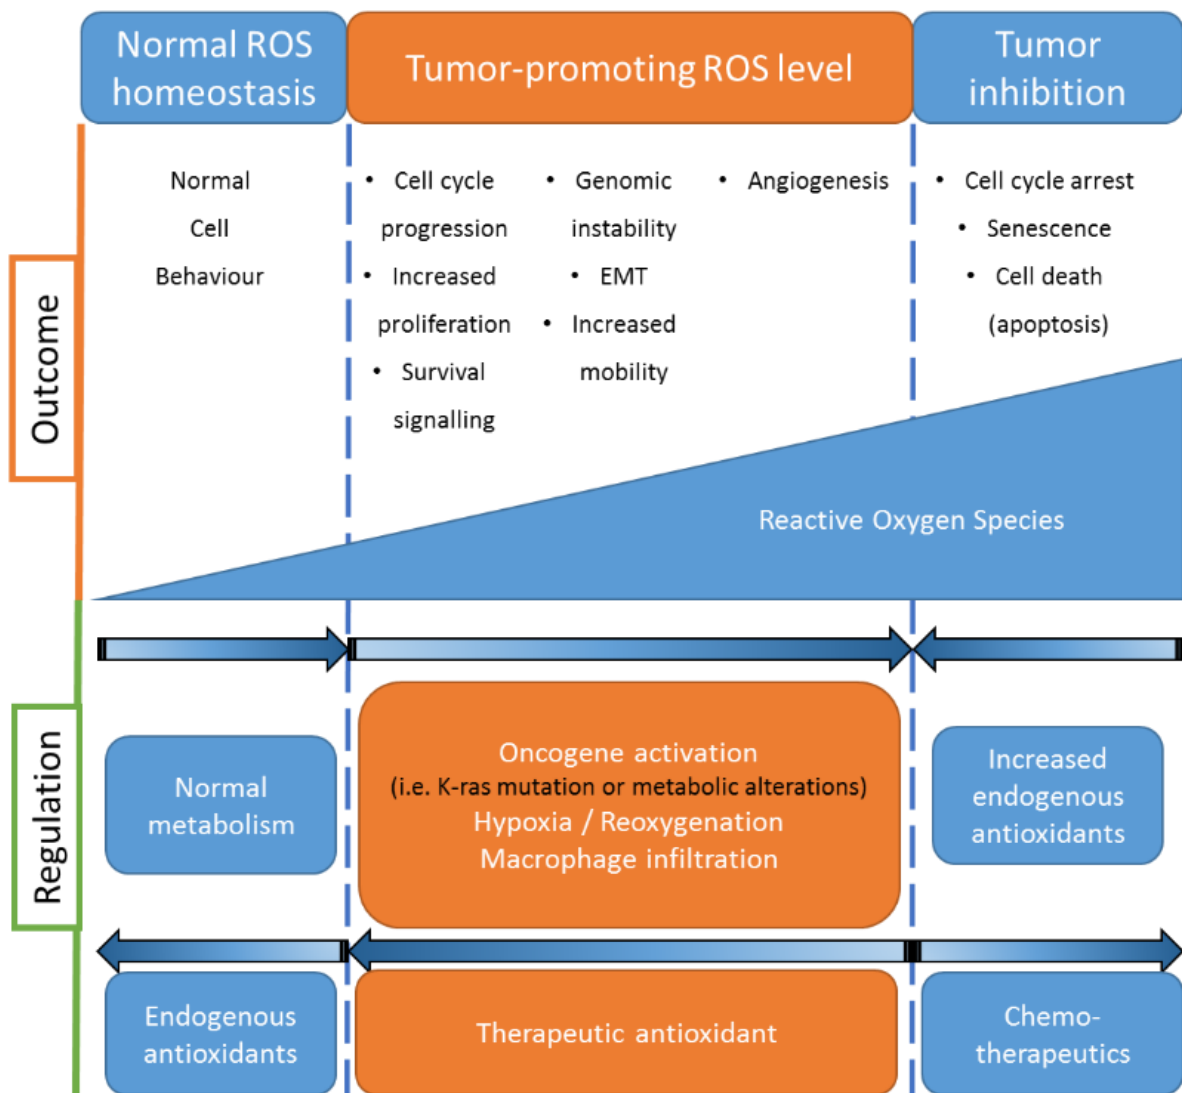 Normal ROS
homeostasis
Tumor-promoting ROS level
Tumor
inhibition
Outcome
Normal
Cell
Behaviour
• Cell cycle
progression
• Increased
proliferation
• Survival
signalling
• Genomic
instability
• EMT
• Increased
mobility
• Angiogenesis
• Cell cycle arrest
• Senescence
• Cell death
(apoptosis)
Reactive Oxygen Species
Regulation
Normal
metabolism
Oncogene activation
(i.e. K-ras mutation or metabolic alterations)
Hypoxia / Reoxygenation
Macrophage infiltration
Increased
endogenous
antioxidants
Endogenous
antioxidants
Therapeutic antioxidant
Chemo-
therapeutics